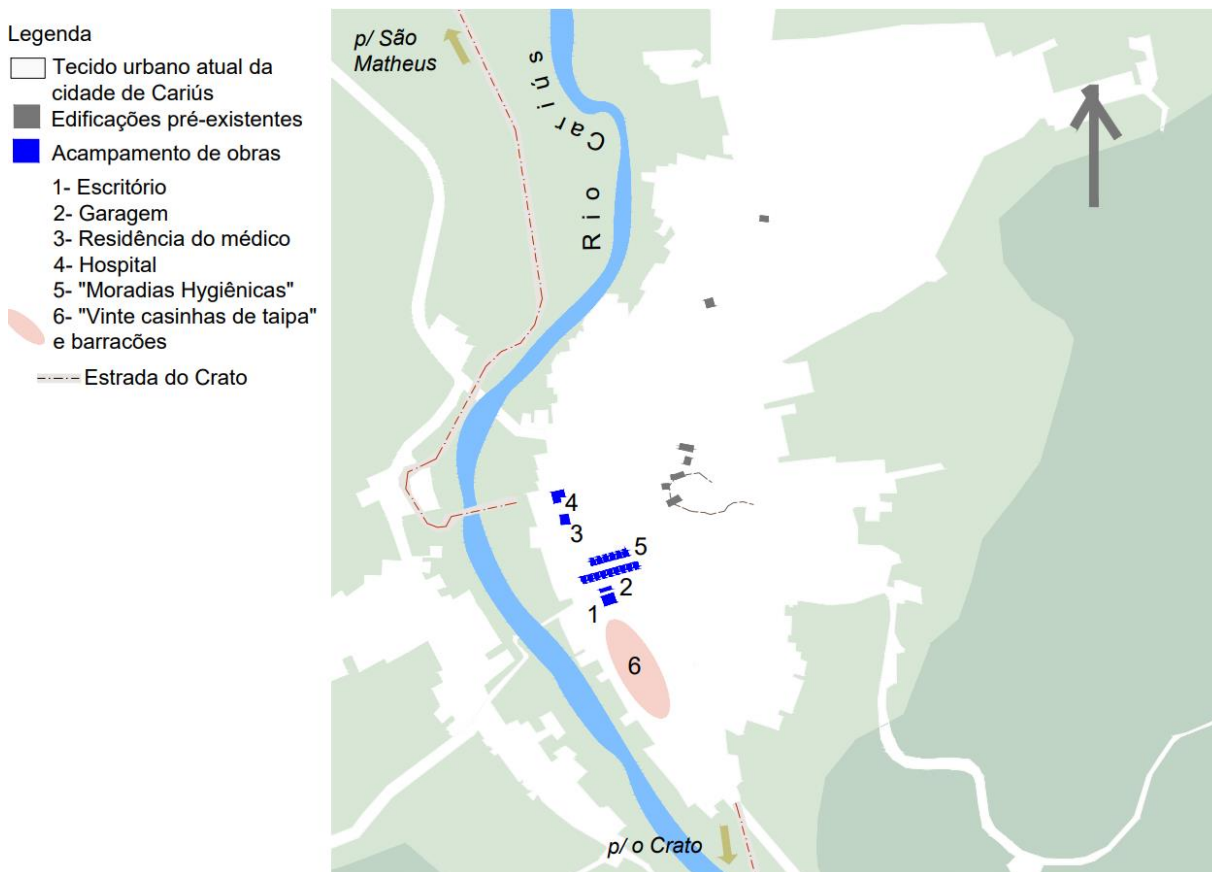 Legenda
Tecido urbano atual da
cidade de Cariús
Edificações pré-existentes
Acampamento de obras
1- Escritório
2- Garagem
3- Residência do médico
4- Hospital
5- "Moradias Hygiênicas"
6- "Vinte casinhas de taipa"
e barracões
Estrada do Crato
p/ São
Matheus
Rio Cariús
4
3
5
2
1
6
p/ o Crato